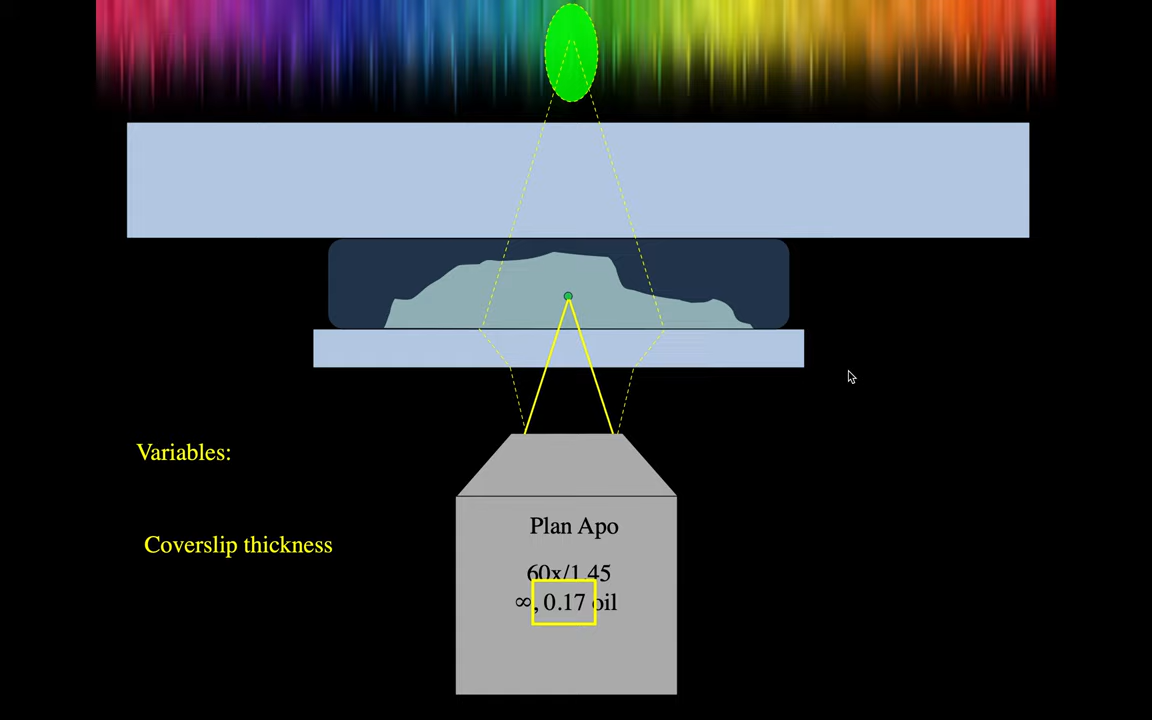 Variables:
Coverslip thickness
Plan Apo
60x/1.45
∞, 0.17 oil